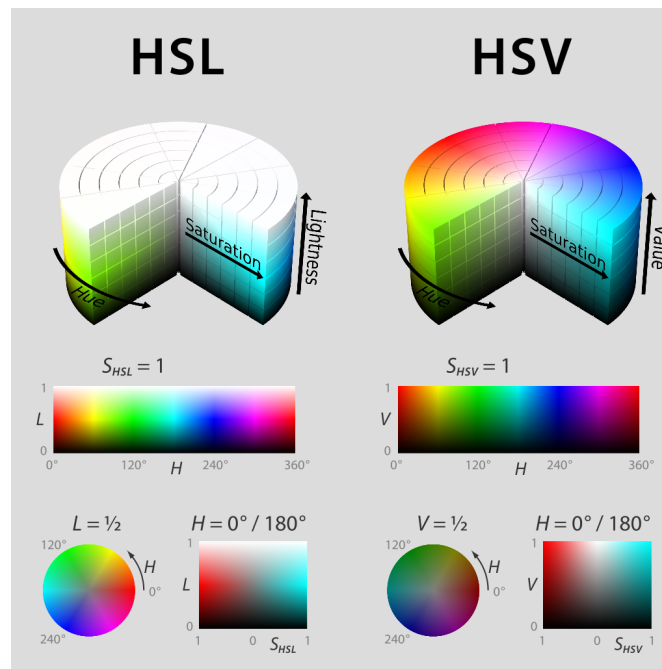 HSL
HSV
Lightness
Saturation
Hue
Value
Saturation
Hue
S_HSL = 1
1
L
0
0° 120° 240° 360°
H
S_HSV = 1
1
V
0
0° 120° 240° 360°
H
L = ½
120°
H
0°
240°
H = 0° / 180°
1
L
0
1 0 S_HSL 1
V = ½
120°
H
0°
240°
H = 0° / 180°
1
V
0
1 0 S_HSV 1